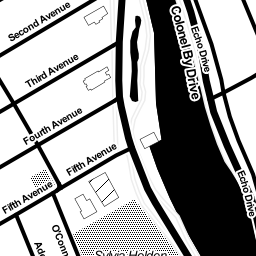 Second Avenue
Colonel By Drive
Echo Drive
Third Avenue
Fourth Avenue
Fifth Avenue
Fifth Avenue
Echo Drive
O'Conn
Ade
Sylvia Holden